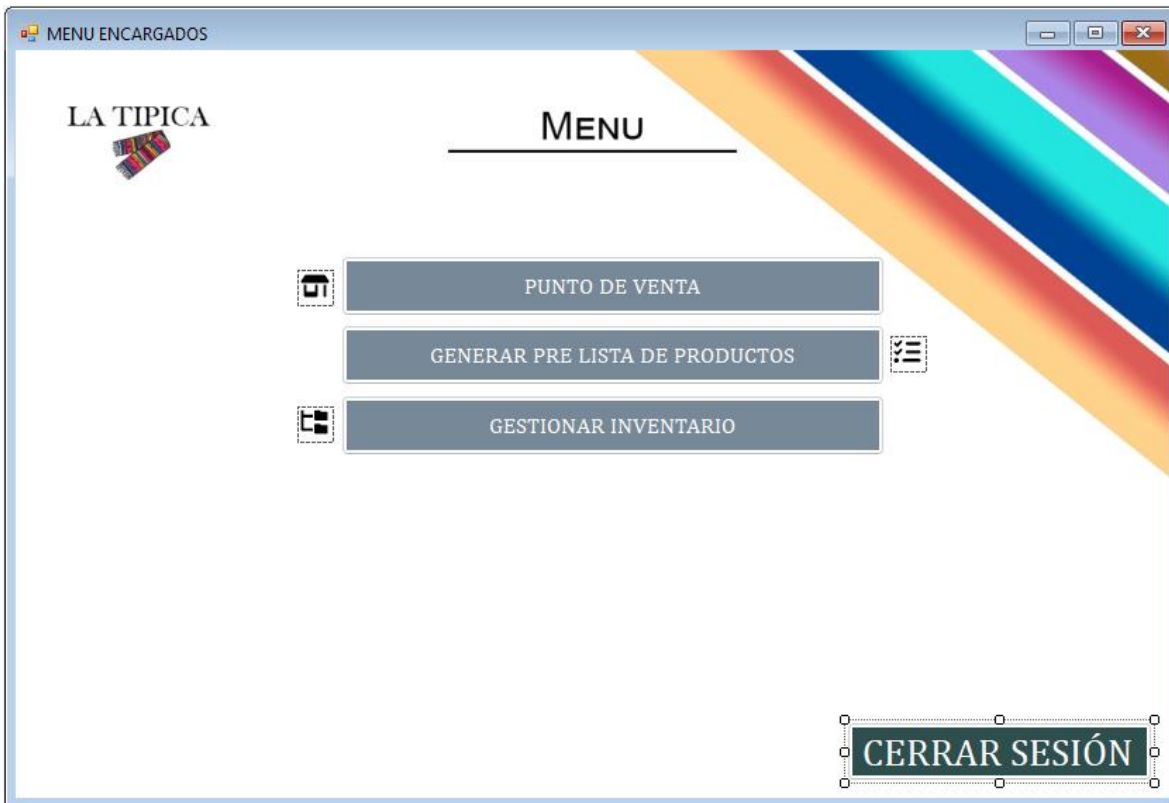 MENU ENCARGADOS
LA TIPICA
MENU
PUNTO DE VENTA
GENERAR PRE LISTA DE PRODUCTOS
GESTIONAR INVENTARIO
CERRAR SESIÓN